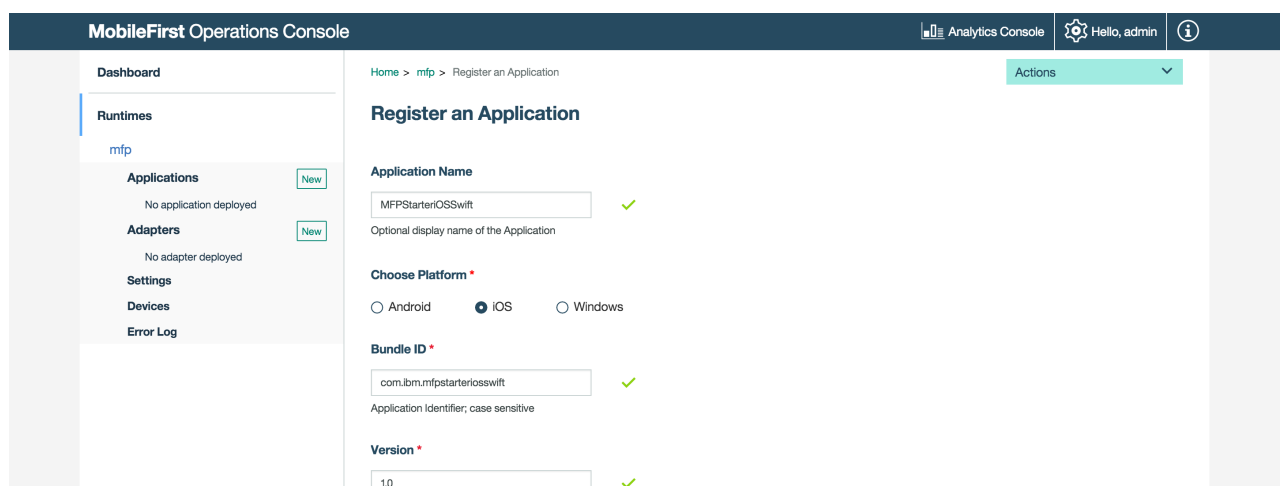 MobileFirst Operations Console
Analytics Console
Hello, admin
Dashboard
Runtimes
mfp
Applications New
No application deployed
Adapters New
No adapter deployed
Settings
Devices
Error Log
Home > mfp > Register an Application
Actions
Register an Application
Application Name
MFPStarteriOSSwift
Optional display name of the Application
Choose Platform *
Android iOS Windows
Bundle ID *
com.ibm.mfpstarteriosswift
Application Identifier; case sensitive
Version *
1.0